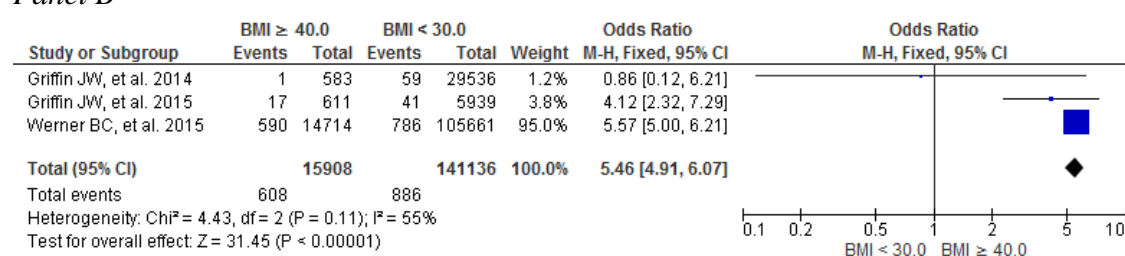 Panel B
BMI ≥ 40.0 BMI < 30.0 Odds Ratio Odds Ratio
Study or Subgroup Events Total Events Total Weight M-H, Fixed, 95% CI M-H, Fixed, 95% CI
Griffin JW, et al. 2014 1 583 59 29536 1.2% 0.86 [0.12, 6.21]
Griffin JW, et al. 2015 17 611 41 5939 3.8% 4.12 [2.32, 7.29]
Werner BC, et al. 2015 590 14714 786 105661 95.0% 5.57 [5.00, 6.21]
Total (95% CI) 15908 141136 100.0% 5.46 [4.91, 6.07]
Total events 608 886
Heterogeneity: Chi² = 4.43, df = 2 (P = 0.11); I² = 55%
Test for overall effect: Z = 31.45 (P < 0.00001)
0.1 0.2 0.5 1 2 5 10
BMI < 30.0 BMI ≥ 40.0